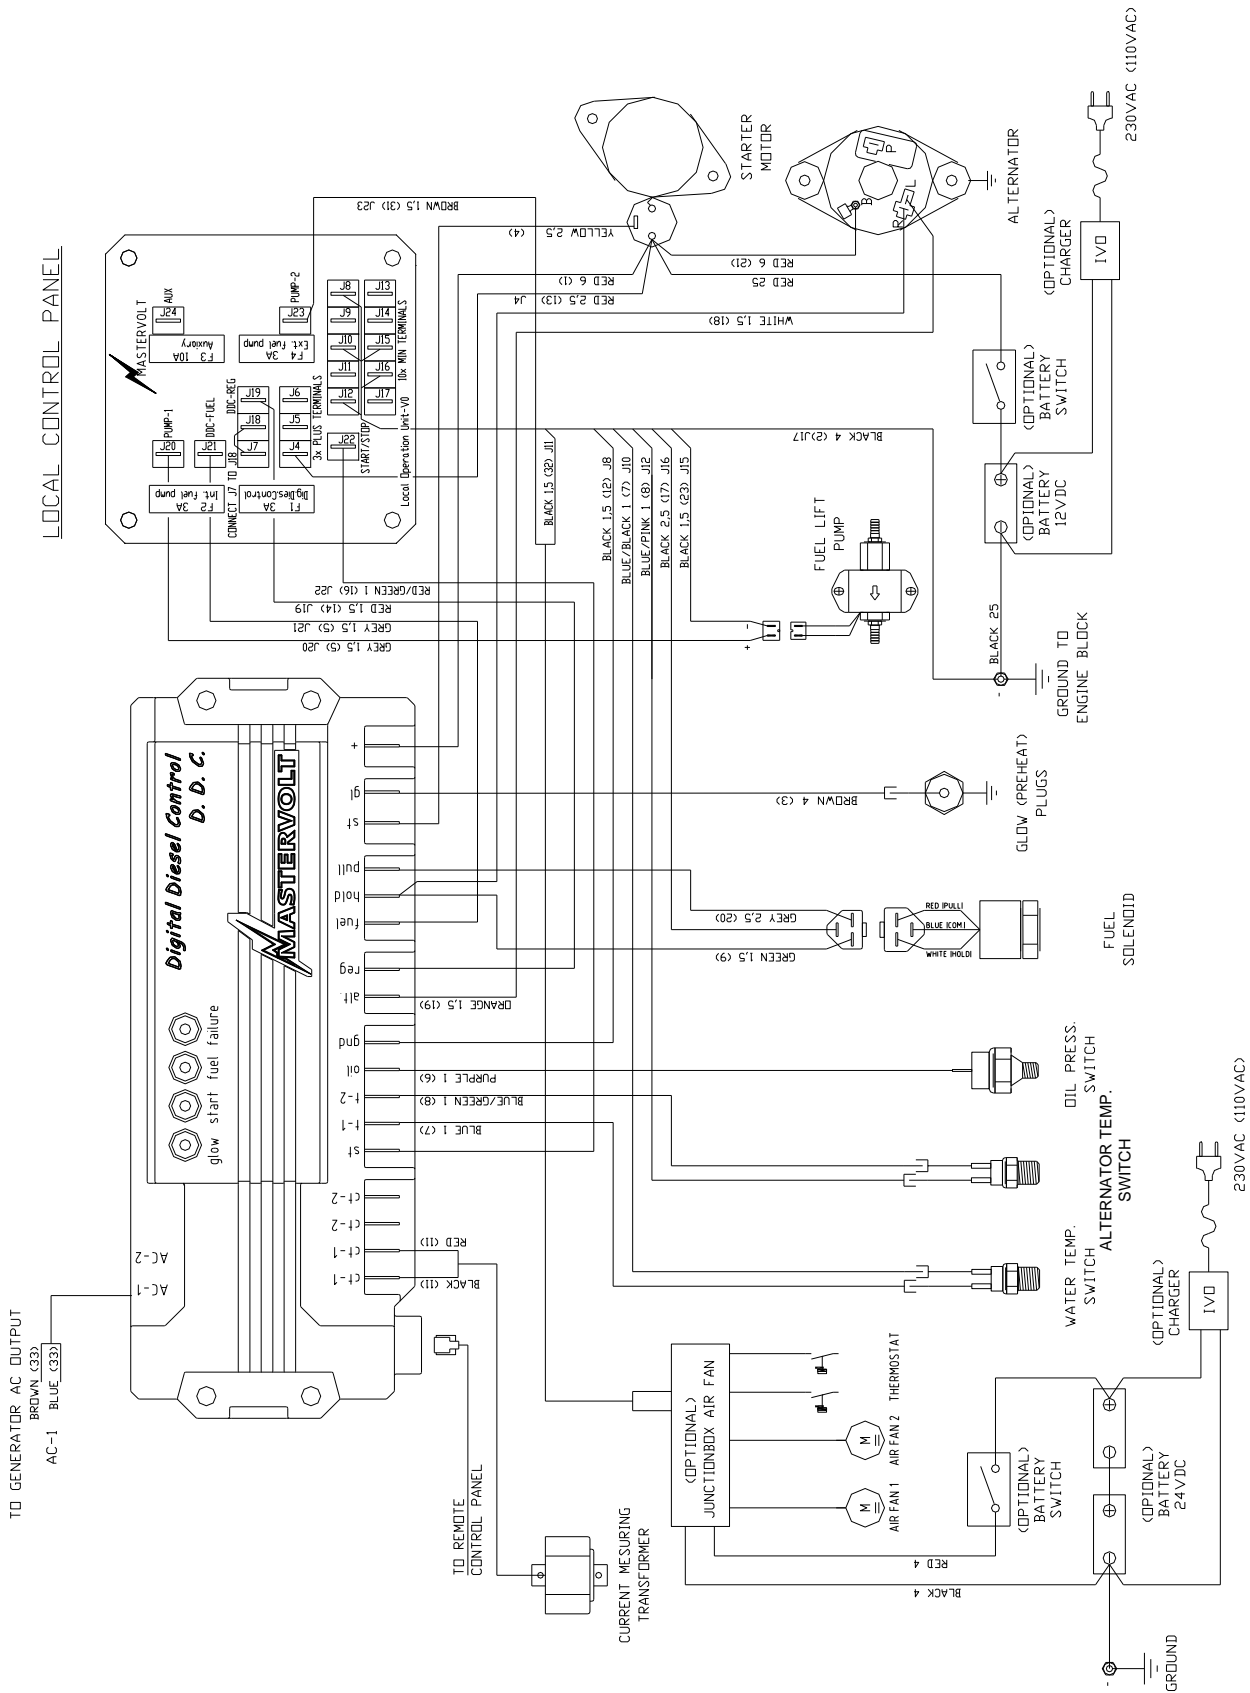 LOCAL CONTROL PANEL
MASTERVOLT
J24
AUX
F3 10A
Auxiary
J23
PUMP-2
F4 3A
Ext. Fuel pump
J20
PUMP-1
J21
DDC-FUEL
F2 3A
Int. Fuel pump
CONNECT J7 TO J18
DDC-REG
J19
J18
J7
F1 3A
Dig.Dies.Control
J6
J5
J4
3x PLUS TERMINALS
J8
J9
J10
J11
J12
J13
J14
J15
J16
J17
10x MIN TERMINALS
J22
START/STOP
Local Operation Unit-V0
BROWN 1,5 (31) J23
YELLOW 2,5 (4)
RED 6 (1)
RED 2,5 (13) J4
RED 6 (21)
RED 25
WHITE 1,5 (18)
STARTER
MOTOR
P
B
R
L
ALTERNATOR
230VAC (110VAC)
(OPTIONAL)
CHARGER
IVO
(OPTIONAL)
BATTERY
SWITCH
(OPIONAL)
BATTERY
12VDC
BLACK 4 (2)J17
BLACK 1,5 (32) J11
BLACK 1,5 (12) J8
BLUE/BLACK 1 (7) J10
BLUE/PINK 1 (8) J12
BLACK 2,5 (17) J16
BLACK 1,5 (23) J15
RED/GREEN 1 (16) J22
RED 1,5 (14) J19
GREY 1,5 (5) J21
GREY 1,5 (5) J20
-
+
FUEL LIFT
PUMP
BLACK 25
-
GROUND TO
ENGINE BLOCK
Digital Diesel Control
D. D. C.
MASTERVOLT
glow
start
fuel
failure
AC-2
AC-1
+
gl
st
pull
hold
fuel
reg
alt.
gnd
oil
t-2
t-1
st
ct-2
ct-2
ct-1
ct-1
BROWN 4 (3)
GLOW (PREHEAT)
PLUGS
GREY 2,5 (20)
GREEN 1,5 (9)
RED (PULL)
BLUE (COM)
WHITE (HOLD)
FUEL
SOLENOID
ORANGE 1,5 (19)
PURPLE 1 (6)
BLUE/GREEN 1 (8)
BLUE 1 (7)
RED (11)
BLACK (11)
OIL PRESS.
SWITCH
ALTERNATOR TEMP.
SWITCH
WATER TEMP.
SWITCH
TO GENERATOR AC OUTPUT
BROWN (33)
AC-1 BLUE (33)
TO REMOTE
CONTROL PANEL
CURRENT MESURING
TRANSFORMER
(OPTIONAL)
JUNCTIONBOX AIR FAN
THERMOSTAT
M
AIR FAN 2
M
AIR FAN 1
RED 4
BLACK 4
(OPTIONAL)
BATTERY
SWITCH
(OPIONAL)
BATTERY
24VDC
(OPTIONAL)
CHARGER
IVO
230VAC (110VAC)
-
GROUND